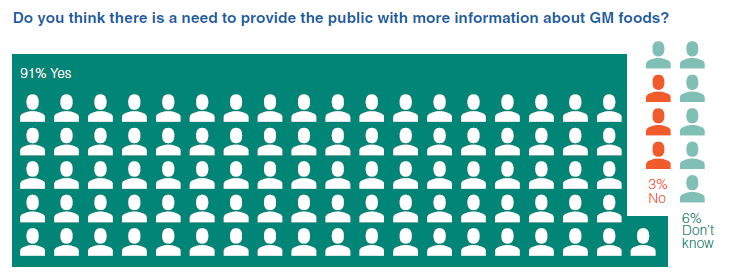 Do you think there is a need to provide the public with more information about GM foods?
91% Yes
3%
No
6%
Don't
know